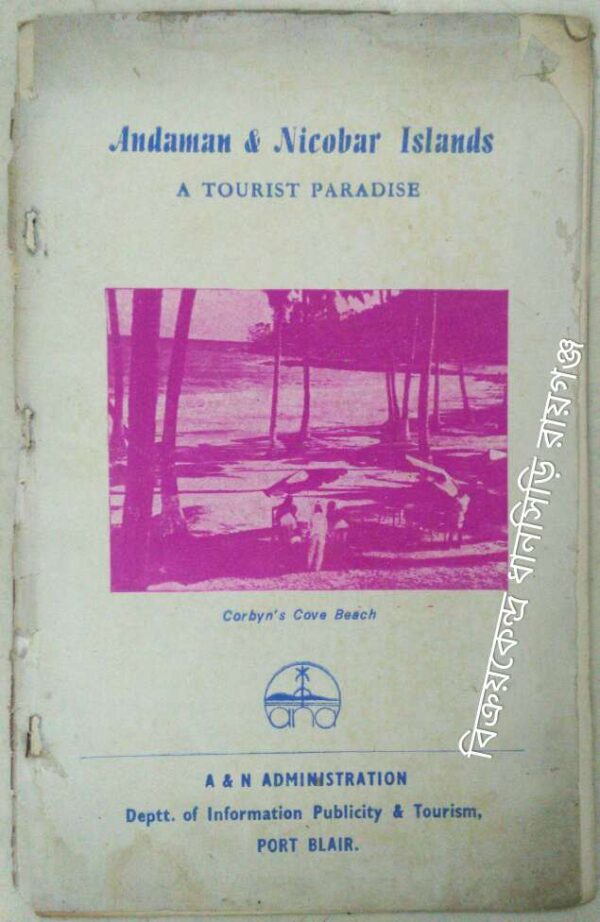 Andaman & Nicobar Islands
A TOURIST PARADISE
Corbyn's Cove Beach
ana
A & N ADMINISTRATION
Deptt. of Information Publicity & Tourism,
PORT BLAIR.
বিক্রয়কেন্দ্র ধানসিড়ি রায়গঞ্জ